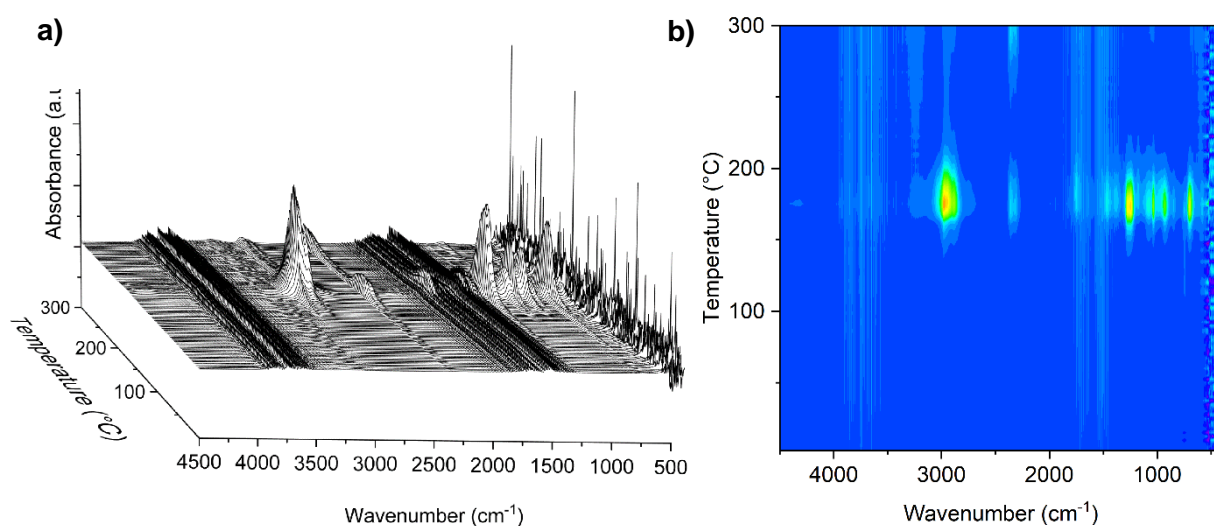 a)
Absorbance (a.u
300
200
100
Temperature (°C)
4500 4000 3500 3000 2500 2000 1500 1000 500
Wavenumber (cm-1)
b)
300
200
100
Temperature (°C)
4000 3000 2000 1000
Wavenumber (cm-1)